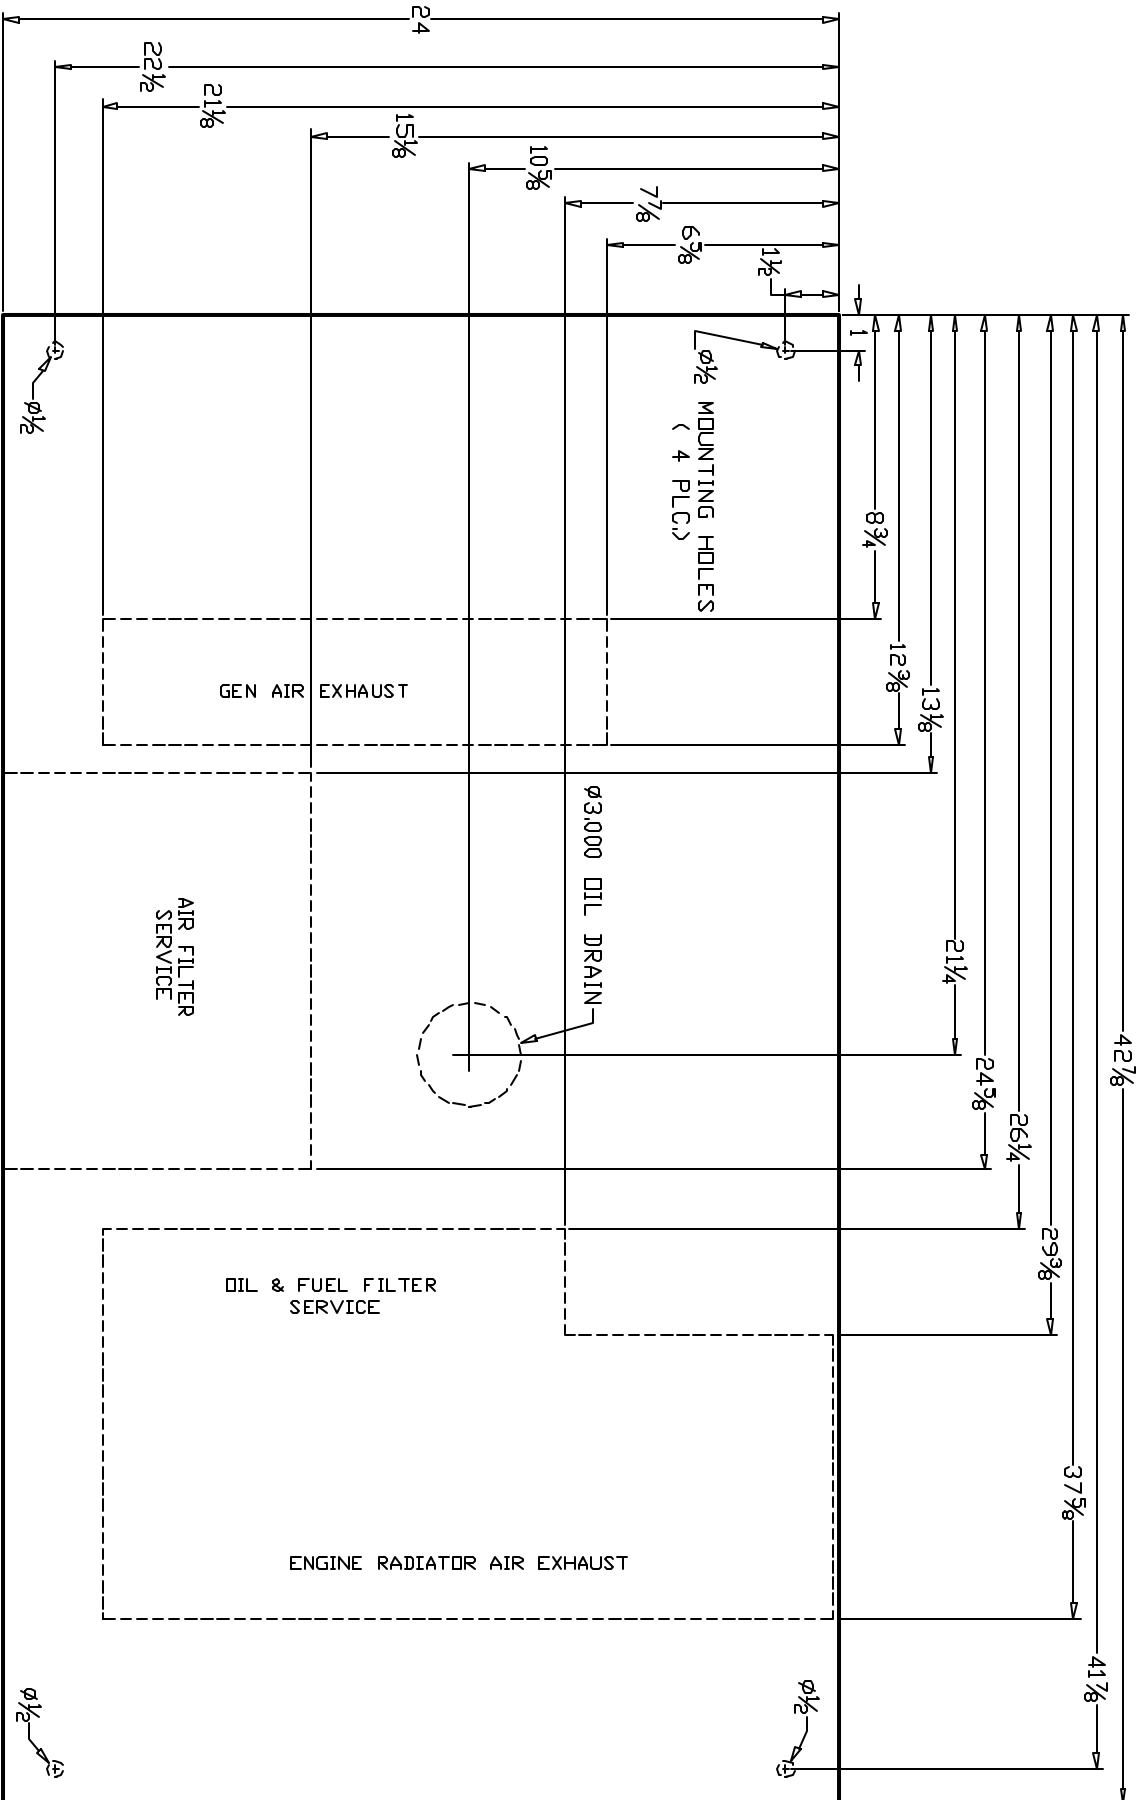 24
22½
21⅛
15⅛
10⅝
7⅞
6⅝
1½
1
8¾
12⅜
13⅛
21¼
24⅝
26¼
29⅜
37⅝
41⅞
42⅞
ø½ MOUNTING HOLES
( 4 PLC.)
ø½
GEN AIR EXHAUST
ø3.000 OIL DRAIN
AIR FILTER
SERVICE
OIL & FUEL FILTER
SERVICE
ENGINE RADIATOR AIR EXHAUST
ø½
ø½